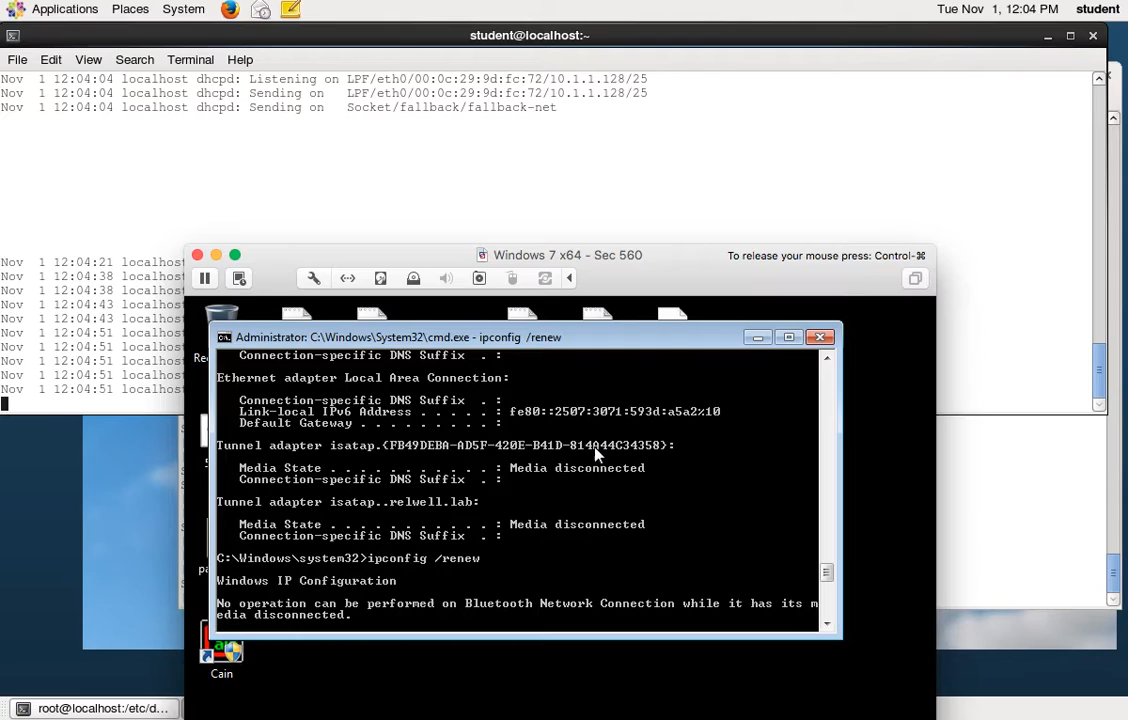 Applications Places System Tue Nov 1, 12:04 PM student
student@localhost:~
File Edit View Search Terminal Help
Nov 1 12:04:04 localhost dhcpd: Listening on LPF/eth0/00:0c:29:9d:fc:72/10.1.1.128/25
Nov 1 12:04:04 localhost dhcpd: Sending on LPF/eth0/00:0c:29:9d:fc:72/10.1.1.128/25
Nov 1 12:04:04 localhost dhcpd: Sending on Socket/fallback/fallback-net
Nov 1 12:04:21 localhost
Nov 1 12:04:38 localhost
Nov 1 12:04:38 localhost
Nov 1 12:04:43 localhost
Nov 1 12:04:43 localhost
Nov 1 12:04:51 localhost
Nov 1 12:04:51 localhost
Nov 1 12:04:51 localhost
Nov 1 12:04:51 localhost
Windows 7 x64 - Sec 560 To release your mouse press: Control-⌘
Administrator: C:\Windows\System32\cmd.exe - ipconfig /renew
Connection-specific DNS Suffix . :
Ethernet adapter Local Area Connection:
Connection-specific DNS Suffix . :
Link-local IPv6 Address . . . . . : fe80::2507:3071:593d:a5a2%10
Default Gateway . . . . . . . . . :
Tunnel adapter isatap.{FB49DEBA-AD5F-420E-B41D-814A44C34358}:
Media State . . . . . . . . . . . : Media disconnected
Connection-specific DNS Suffix . :
Tunnel adapter isatap..relwell.lab:
Media State . . . . . . . . . . . : Media disconnected
Connection-specific DNS Suffix . :
C:\Windows\system32>ipconfig /renew
Windows IP Configuration
No operation can be performed on Bluetooth Network Connection while it has its m
edia disconnected.
Cain
root@localhost:/etc/d...